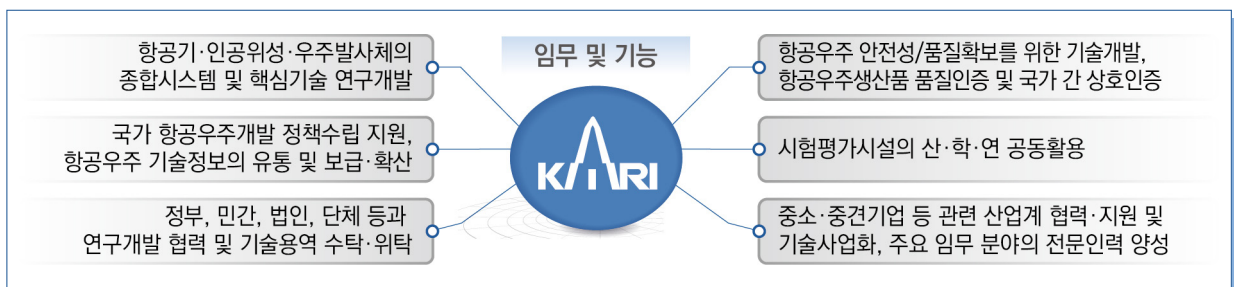 임무 및 기능
항공기·인공위성·우주발사체의
종합시스템 및 핵심기술 연구개발
국가 항공우주개발 정책수립 지원,
항공우주 기술정보의 유통 및 보급·확산
정부, 민간, 법인, 단체 등과
연구개발 협력 및 기술용역 수탁·위탁
KARI
항공우주 안전성/품질확보를 위한 기술개발,
항공우주생산품 품질인증 및 국가 간 상호인증
시험평가시설의 산·학·연 공동활용
중소·중견기업 등 관련 산업계 협력·지원 및
기술사업화, 주요 임무 분야의 전문인력 양성